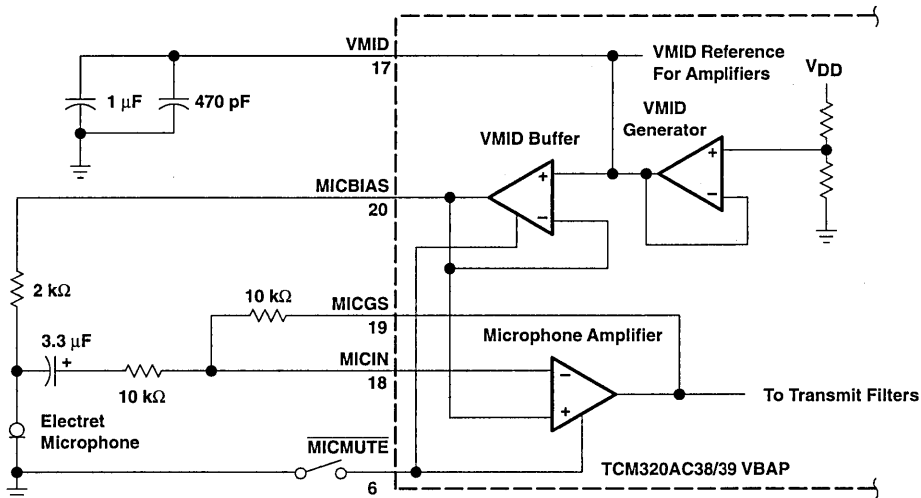 VMID
17
VMID Reference
For Amplifiers
VDD
1 µF
470 pF
VMID
Generator
VMID Buffer
MICBIAS
20
2 kΩ
10 kΩ
MICGS
19
Microphone Amplifier
3.3 µF
+
10 kΩ
MICIN
18
To Transmit Filters
Electret
Microphone
MICMUTE
6
TCM320AC38/39 VBAP
+
−
+
−
−
+